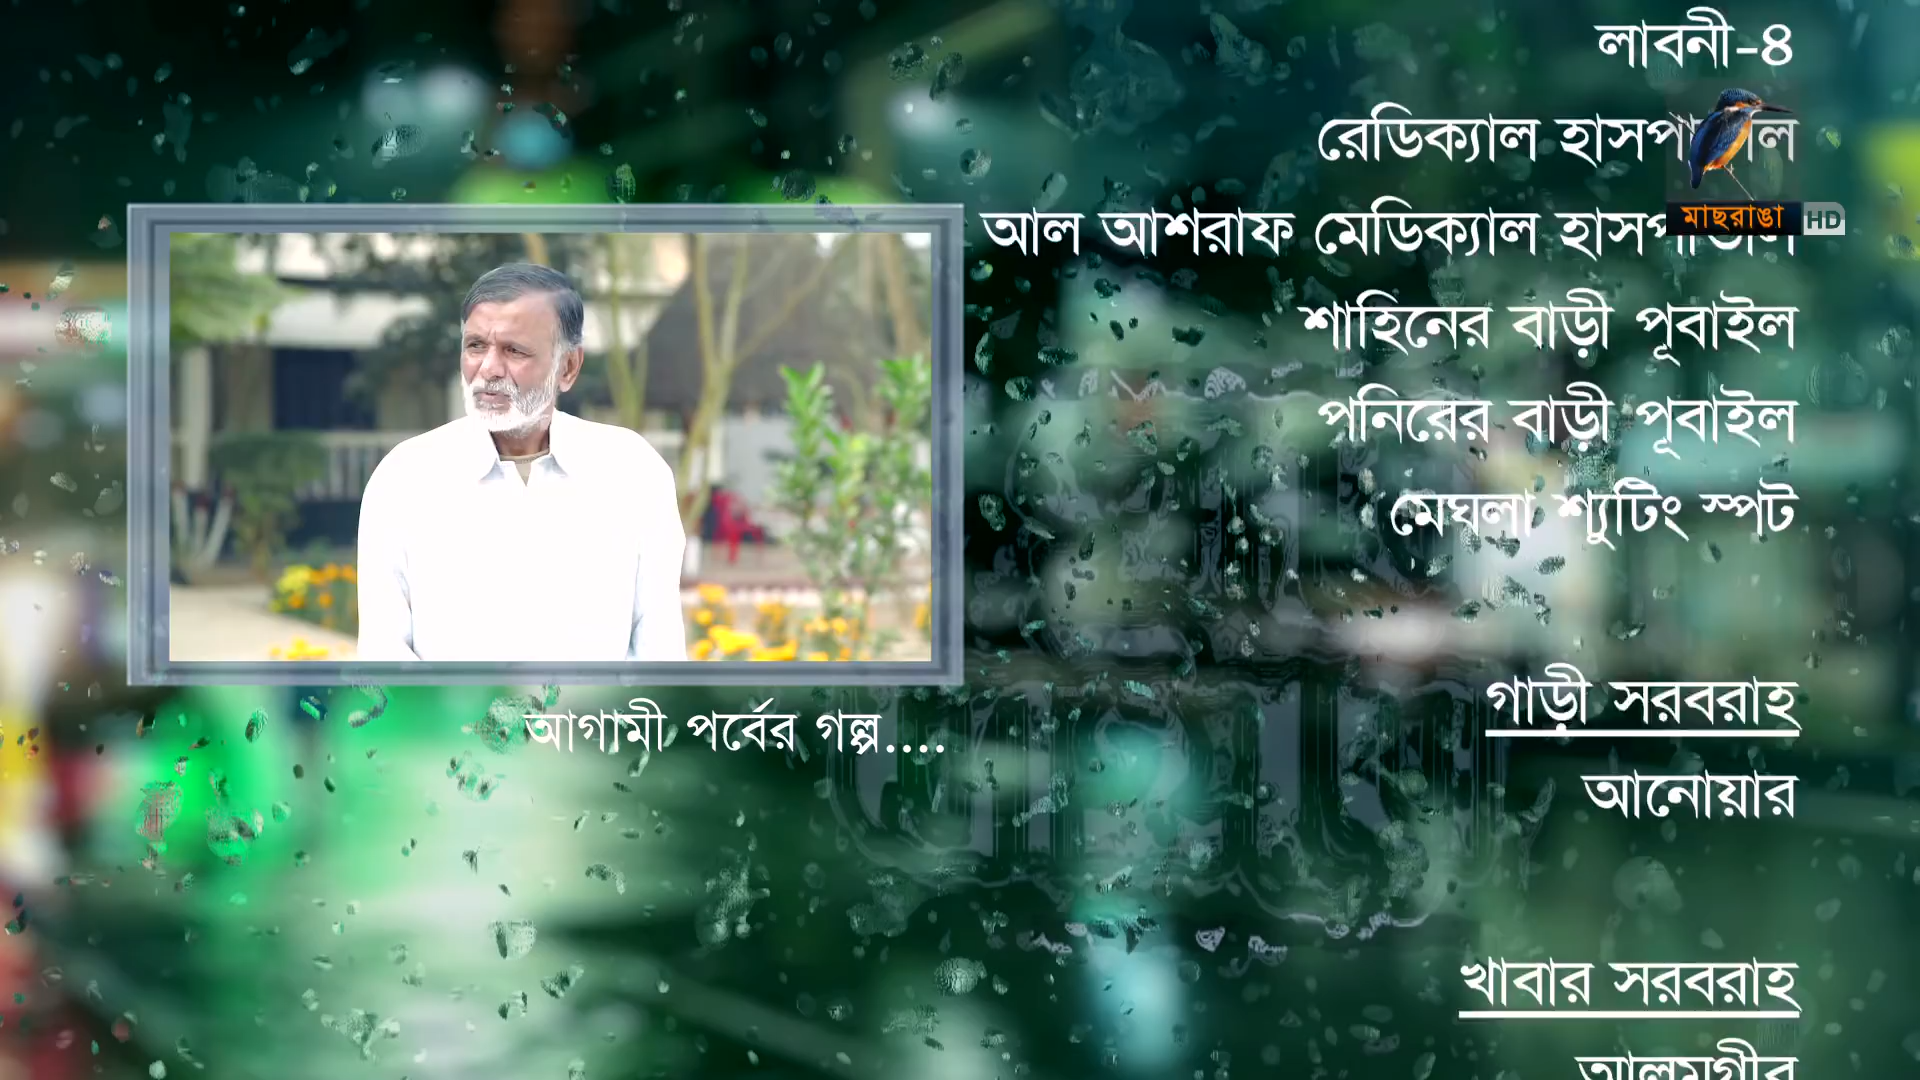 লাবনী-৪
রেডিক্যাল হাসপাতাল
মাছরাঙা HD
আল আশরাফ মেডিক্যাল হাসপাতাল
শাহিনের বাড়ী পূবাইল
পনিরের বাড়ী পূবাইল
মেঘলা শ্যুটিং স্পট
গাড়ী সরবরাহ
আগামী পর্বের গল্প....
আনোয়ার
খাবার সরবরাহ
আলমগীর